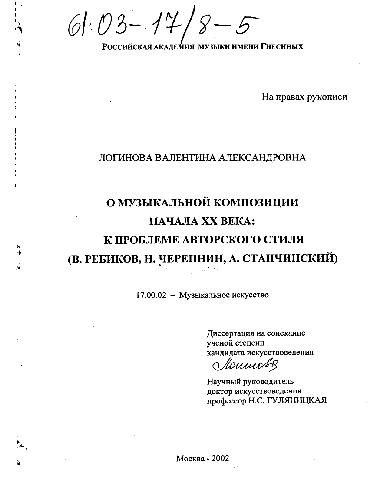 61:03-17/8-5
РОССИЙСКАЯ АКАДЕМИЯ МУЗЫКИ ИМЕНИ ГНЕСИНЫХ
На правах рукописи
ЛОГИНОВА ВАЛЕНТИНА АЛЕКСАНДРОВНА
О МУЗЫКАЛЬНОЙ КОМПОЗИЦИИ
НАЧАЛА XX ВЕКА:
К ПРОБЛЕМЕ АВТОРСКОГО СТИЛЯ
(В. РЕБИКОВ, Н. ЧЕРЕПНИН, А. СТАНЧИНСКИЙ)
17.00.02 – Музыкальное искусство
Диссертация на соискание
ученой степени
кандидата искусствоведения
Научный руководитель
доктор искусствоведения
профессор Н.С. ГУЛЯНИЦКАЯ
Москва - 2002